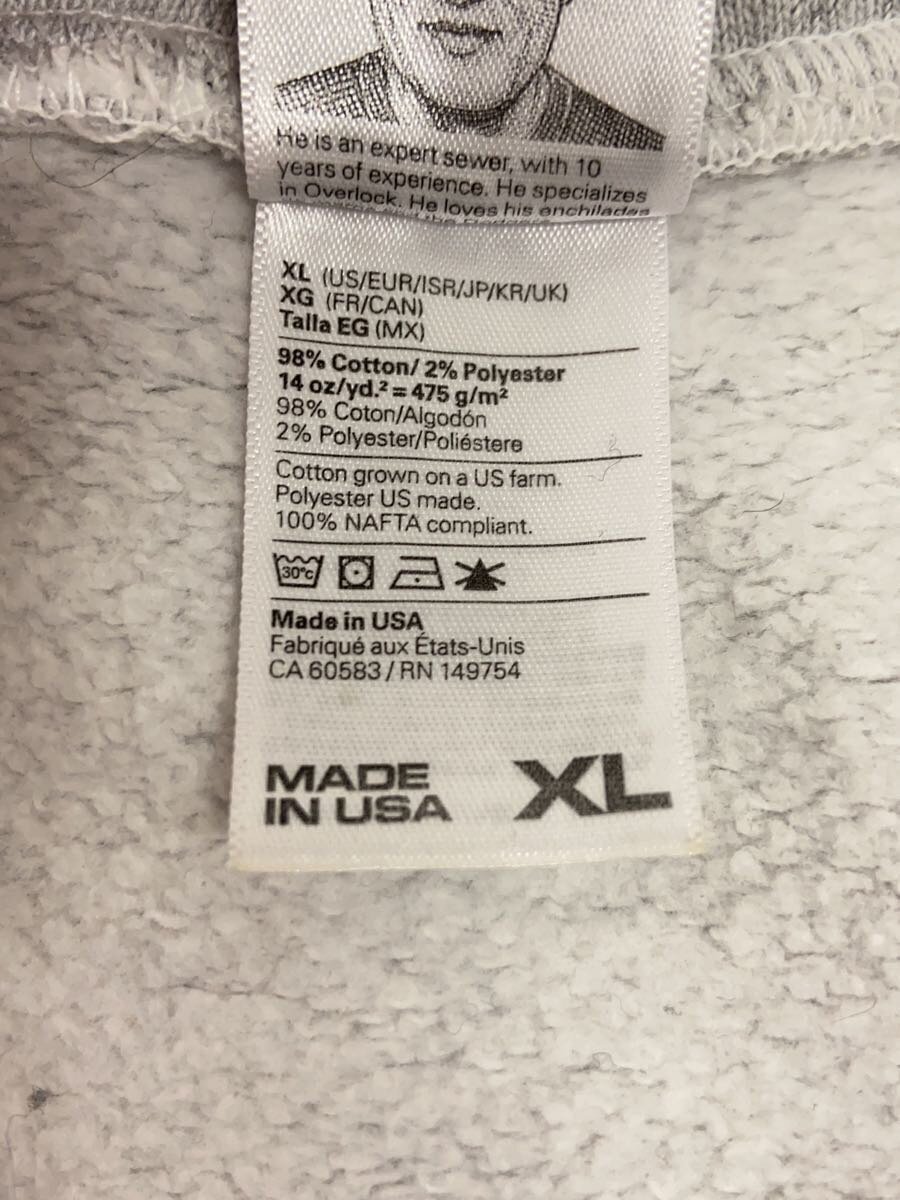 He is an expert sewer, with 10
years of experience. He specializes
in Overlock. He loves his enchiladas
XL (US/EUR/ISR/JP/KR/UK)
XG (FR/CAN)
Talla EG (MX)
98% Cotton/ 2% Polyester
14 oz/yd.² = 475 g/m²
98% Coton/Algodón
2% Polyester/Poliéstere
Cotton grown on a US farm.
Polyester US made.
100% NAFTA compliant.
30°c
Made in USA
Fabriqué aux États-Unis
CA 60583 / RN 149754
MADE
IN USA
XL